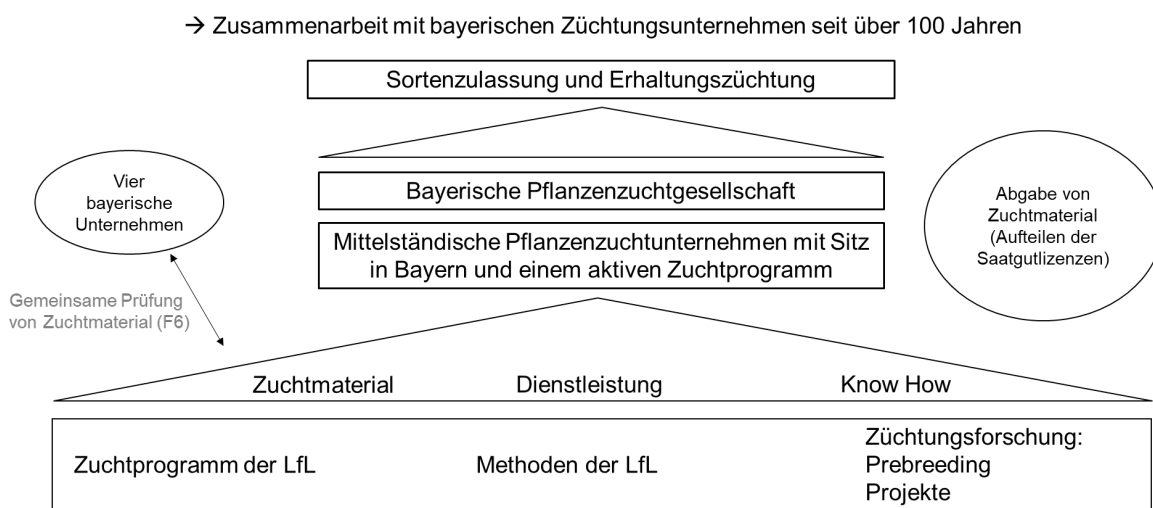 → Zusammenarbeit mit bayerischen Züchtungsunternehmen seit über 100 Jahren
Sortenzulassung und Erhaltungszüchtung
Vier
bayerische
Unternehmen
Bayerische Pflanzenzuchtgesellschaft
Mittelständische Pflanzenzuchtunternehmen mit Sitz
in Bayern und einem aktiven Zuchtprogramm
Abgabe von
Zuchtmaterial
(Aufteilen der
Saatgutlizenzen)
Gemeinsame Prüfung
von Zuchtmaterial (F6)
Zuchtmaterial
Dienstleistung
Know How
Zuchtprogramm der LfL
Methoden der LfL
Züchtungsforschung:
Prebreeding
Projekte